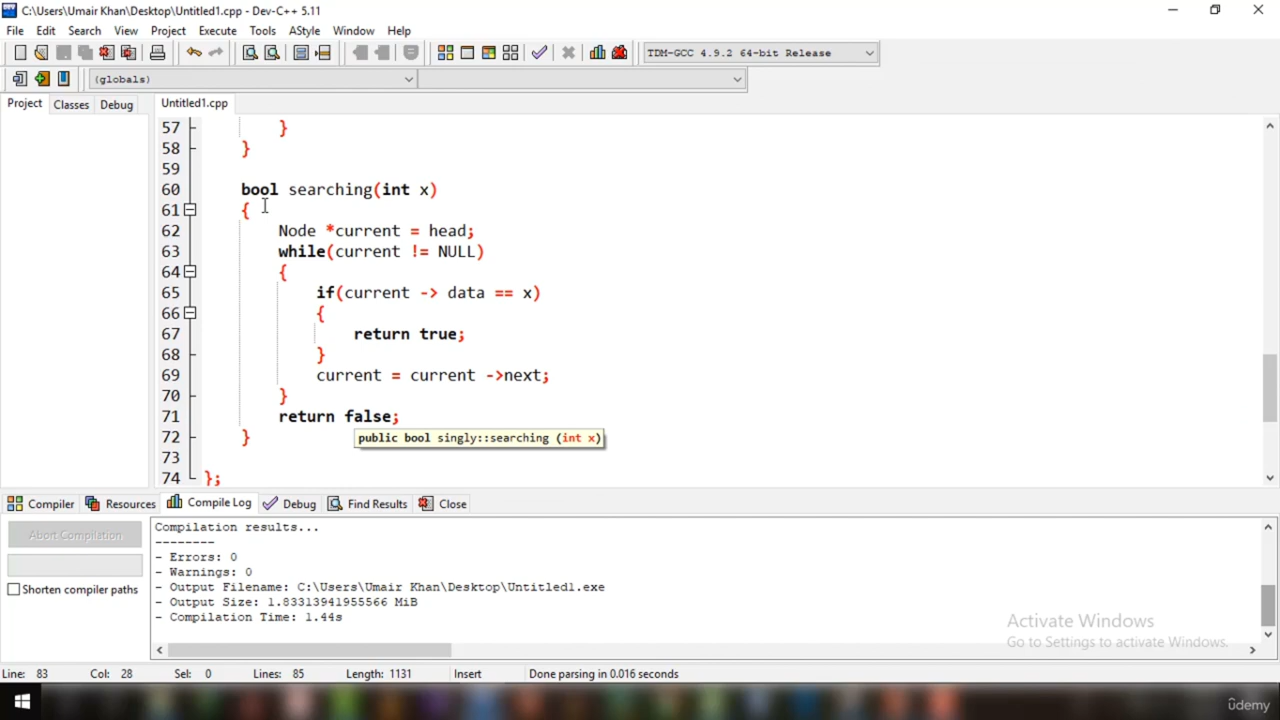 C:\Users\Umair Khan\Desktop\Untitled1.cpp - Dev-C++ 5.11
File Edit Search View Project Execute Tools AStyle Window Help
TDM-GCC 4.9.2 64-bit Release
(globals)
Project Classes Debug Untitled1.cpp
57 }
58 }
59
60 bool searching(int x)
61 {
62 Node *current = head;
63 while(current != NULL)
64 {
65 if(current -> data == x)
66 {
67 return true;
68 }
69 current = current ->next;
70 }
71 return false;
72 }
public bool singly::searching (int x)
73
74 };
Compiler Resources Compile Log Debug Find Results Close
Abort Compilation
Shorten compiler paths
Compilation results...
--------
- Errors: 0
- Warnings: 0
- Output Filename: C:\Users\Umair Khan\Desktop\Untitled1.exe
- Output Size: 1.83313941955566 MiB
- Compilation Time: 1.44s
Activate Windows
Go to Settings to activate Windows.
Line: 83 Col: 28 Sel: 0 Lines: 85 Length: 1131 Insert Done parsing in 0.016 seconds
ûdemy